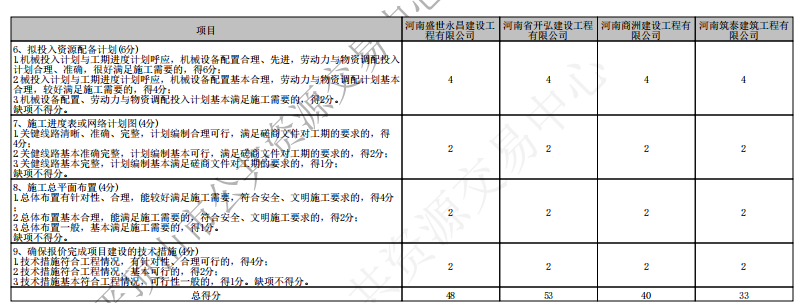 项目
河南盛世永昌建设工程有限公司
河南省开弘建设工程有限公司
河南商洲建设工程有限公司
河南筑泰建筑工程有限公司
6、拟投入资源配备计划(6分)
1.机械投入计划与工期进度计划呼应，机械设备配置合理、先进，劳动力与物资调配投入
计划合理、准确，很好满足施工需要的，得6分；
2械投入计划与工期进度计划呼应，机械设备配置基本合理，劳动力与物资调配计划基本
合理，较好满足施工需要的，得4分；
3.机械设备配置、劳动力与物资调配投入计划基本满足施工需要的，得2分。
缺项不得分。
4 4 4 4
7、施工进度表或网络计划图(4分)
1.关键线路清晰、准确、完整，计划编制合理可行，满足磋商文件对工期的要求的，得
4分；
2.关键线路基本准确完整，计划编制基本可行，满足磋商文件对工期的要求的，得2分；
3.关键线路基本完整，计划编制基本满足磋商文件对工期的要求的，得1分；
缺项不得分。
2 2 2 2
8、施工总平面布置(4分)
1.总体布置有针对性、合理，能较好满足施工需要，符合安全、文明施工要求的，得4分
；
2.总体布置基本合理，能满足施工需要的，符合安全、文明施工要求的，得2分；
3.总体布置一般，基本满足施工需要的，得1分。
缺项不得分。
2 2 2 2
9、确保报价完成项目建设的技术措施(4分)
1.技术措施符合工程情况，有针对性、合理可行的，得4分；
2.技术措施符合工程情况，基本可行的，得2分；
3.技术措施基本符合工程情况，可行性一般的，得1分。缺项不得分。
2 2 2 2
总得分 48 53 40 33
平顶山市公共资源交易中心
共资源交易中心